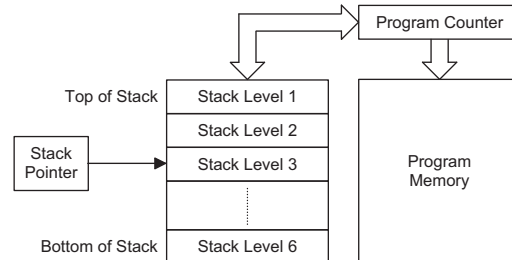 Program Counter
Top of Stack
Stack Level 1
Stack Level 2
Stack
Pointer
Stack Level 3
Program
Memory
Bottom of Stack
Stack Level 6